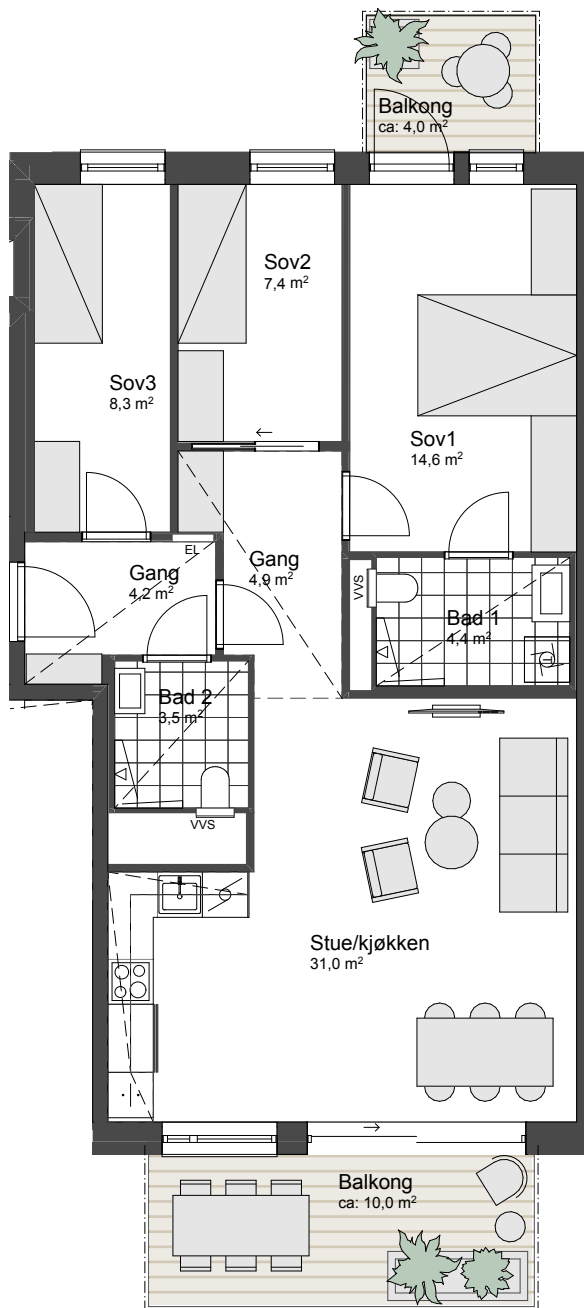 Balkong
ca: 4,0 m²
Sov2
7,4 m²
Sov3
8,3 m²
Sov1
14,6 m²
EL
Gang
4,2 m²
Gang
4,9 m²
VVS
Bad 1
4,4 m²
Bad 2
3,5 m²
VVS
Stue/kjøkken
31,0 m²
Balkong
ca: 10,0 m²